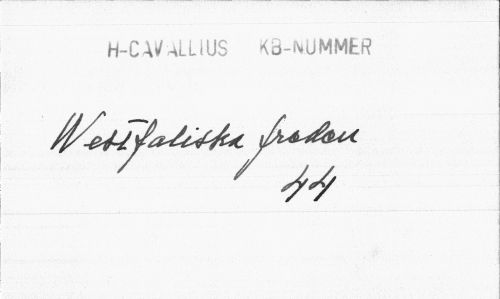 H-CAVALLIUS KB-NUMMER
Westfaliska freden
44